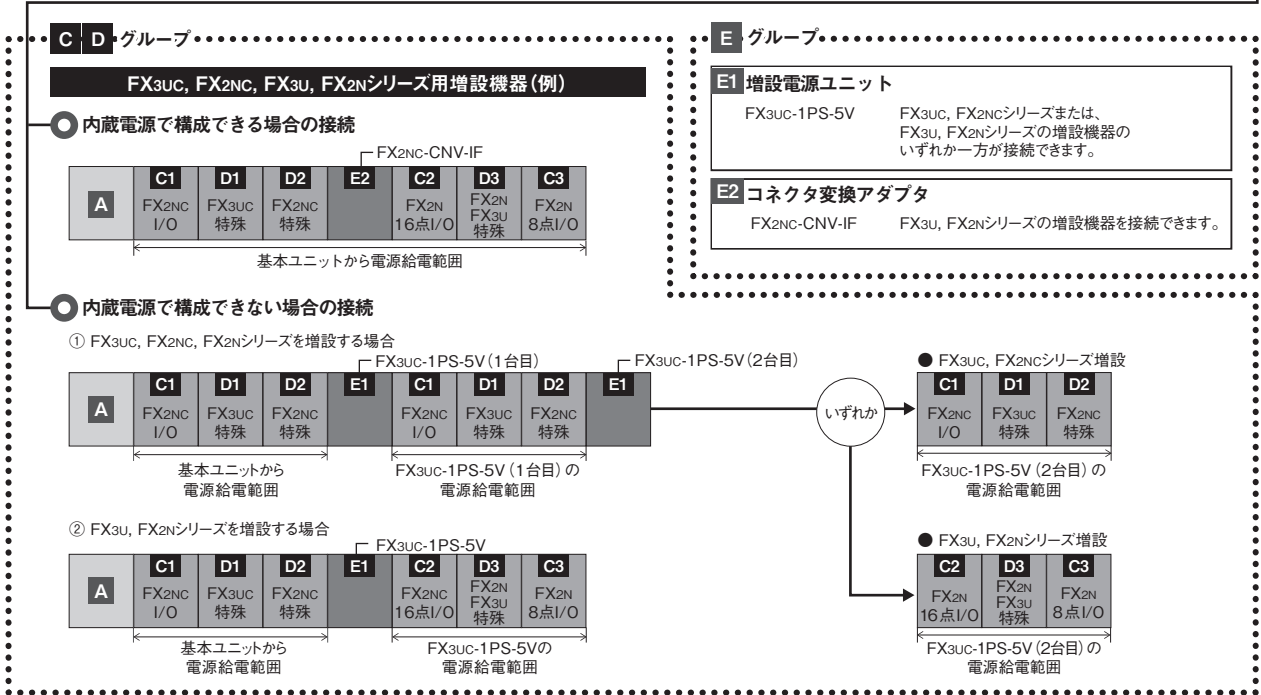 C D グループ
FX3UC, FX2NC, FX3U, FX2Nシリーズ用増設機器(例)
内蔵電源で構成できる場合の接続
FX2NC-CNV-IF
A
C1
FX2NC
I/O
D1
FX3UC
特殊
D2
FX2NC
特殊
E2
C2
FX2N
16点I/O
D3
FX2N
FX3U
特殊
C3
FX2N
8点I/O
基本ユニットから電源給電範囲
E グループ
E1 増設電源ユニット
FX3UC-1PS-5V
FX3UC, FX2NCシリーズまたは、
FX3U, FX2Nシリーズの増設機器の
いずれか一方が接続できます。
E2 コネクタ変換アダプタ
FX2NC-CNV-IF
FX3U, FX2Nシリーズの増設機器を接続できます。
内蔵電源で構成できない場合の接続
① FX3UC, FX2NC, FX2Nシリーズを増設する場合
FX3UC-1PS-5V(1台目)
FX3UC-1PS-5V(2台目)
A
C1
FX2NC
I/O
D1
FX3UC
特殊
D2
FX2NC
特殊
E1
C1
FX2NC
I/O
D1
FX3UC
特殊
D2
FX2NC
特殊
E1
基本ユニットから
電源給電範囲
FX3UC-1PS-5V(1台目)の
電源給電範囲
いずれか
● FX3UC, FX2NCシリーズ増設
C1
FX2NC
I/O
D1
FX3UC
特殊
D2
FX2NC
特殊
FX3UC-1PS-5V(2台目)の
電源給電範囲
② FX3U, FX2Nシリーズを増設する場合
FX3UC-1PS-5V
A
C1
FX2NC
I/O
D1
FX3UC
特殊
D2
FX2NC
特殊
E1
C2
FX2NC
16点I/O
D3
FX2N
FX3U
特殊
C3
FX2N
8点I/O
基本ユニットから
電源給電範囲
FX3UC-1PS-5Vの
電源給電範囲
● FX3U, FX2Nシリーズ増設
C2
FX2N
16点I/O
D3
FX2N
FX3U
特殊
C3
FX2N
8点I/O
FX3UC-1PS-5V(2台目)の
電源給電範囲